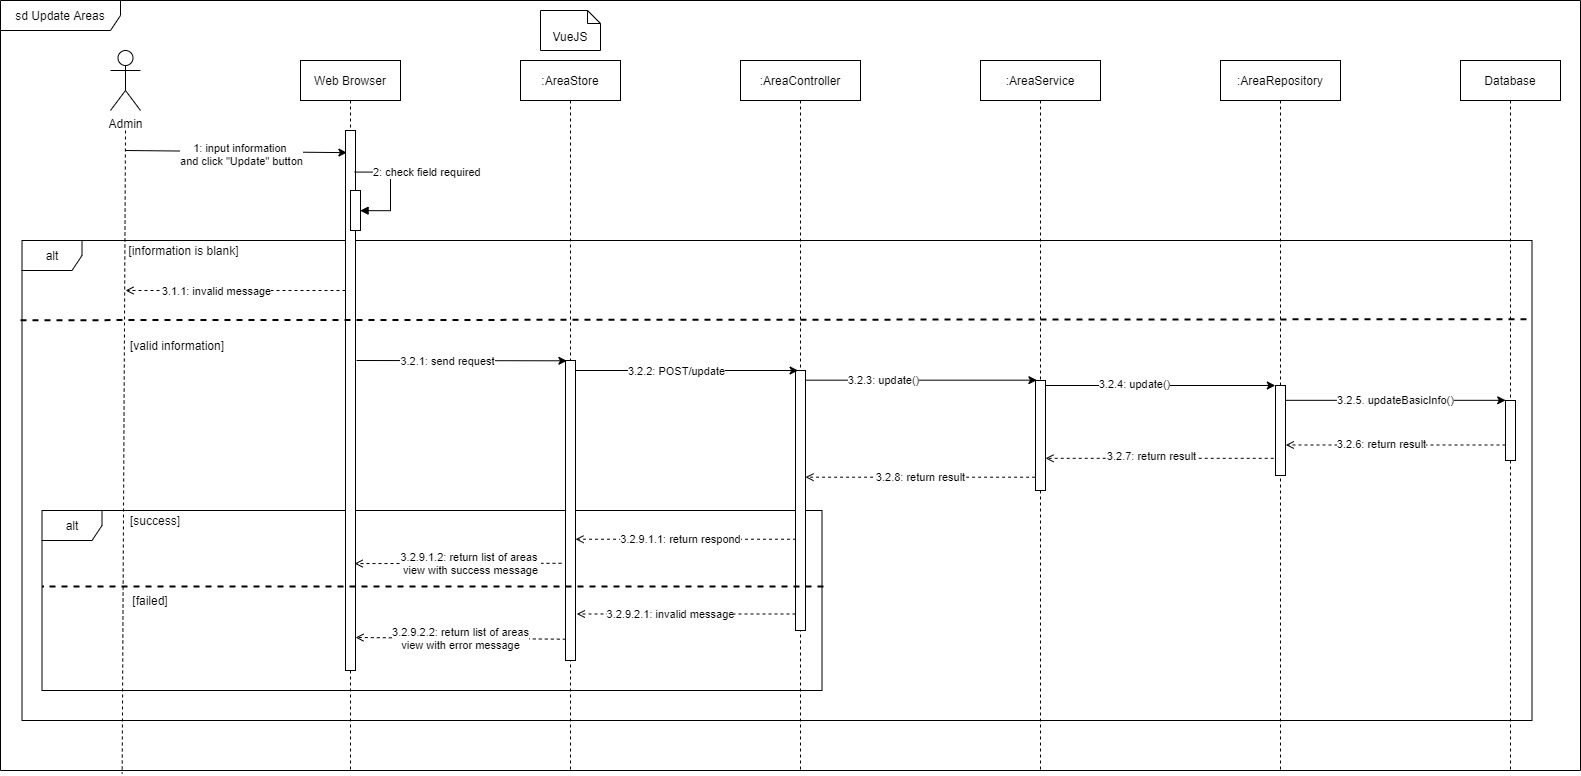 sd Update Areas
VueJS
Web Browser
:AreaStore
:AreaController
:AreaService
:AreaRepository
Database
Admin
1: input information
and click "Update" button
2: check field required
alt
[information is blank]
3.1.1: invalid message
[valid information]
3.2.1: send request
3.2.2: POST/update
3.2.3: update()
3.2.4: update()
3.2.5. updateBasicInfo()
3.2.6: return result
3.2.7: return result
3.2.8: return result
alt
[success]
3.2.9.1.1: return respond
3.2.9.1.2: return list of areas
view with success message
[failed]
3.2.9.2.1: invalid message
3.2.9.2.2: return list of areas
view with error message